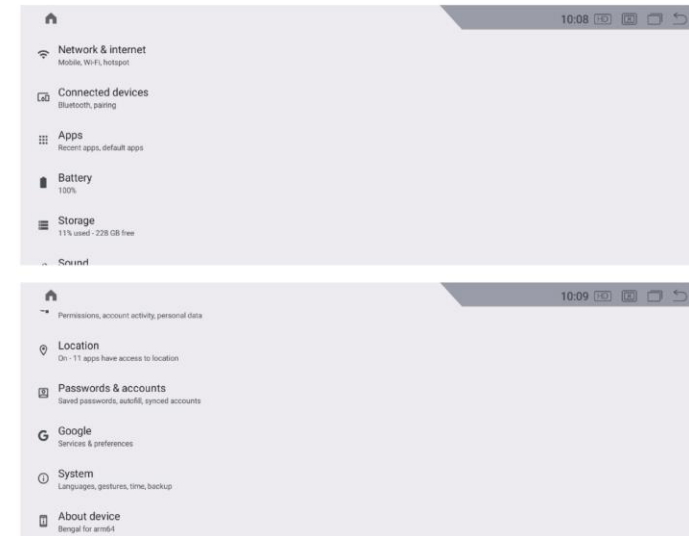 10:08
Network & internet
Mobile, Wi-Fi, hotspot
Connected devices
Bluetooth, pairing
Apps
Recent apps, default apps
Battery
100%
Storage
11% used - 228 GB free
Sound
10:09
Permissions, account activity, personal data
Location
On - 11 apps have access to location
Passwords & accounts
Saved passwords, autofill, synced accounts
Google
Services & preferences
System
Languages, gestures, time, backup
About device
Bengal for arm64